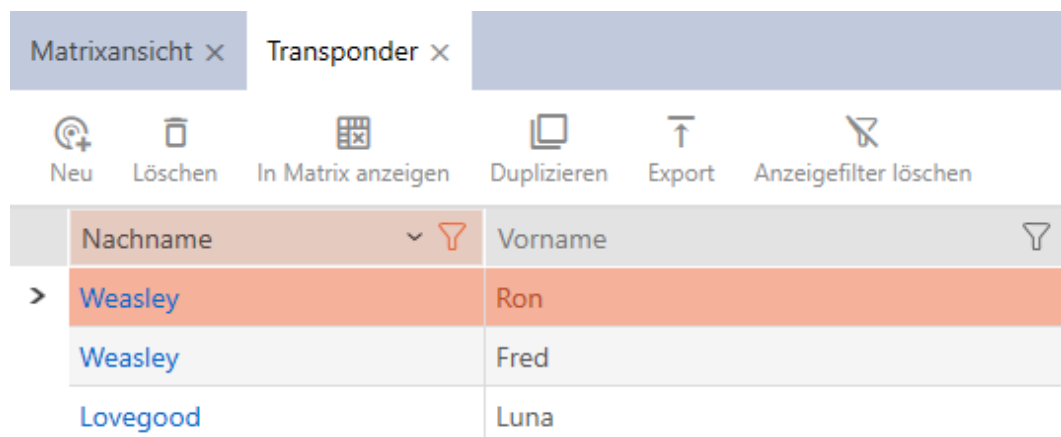 Matrixansicht Transponder
Neu Löschen In Matrix anzeigen Duplizieren Export Anzeigefilter löschen
Nachname Vorname
Weasley Ron
Weasley Fred
Lovegood Luna